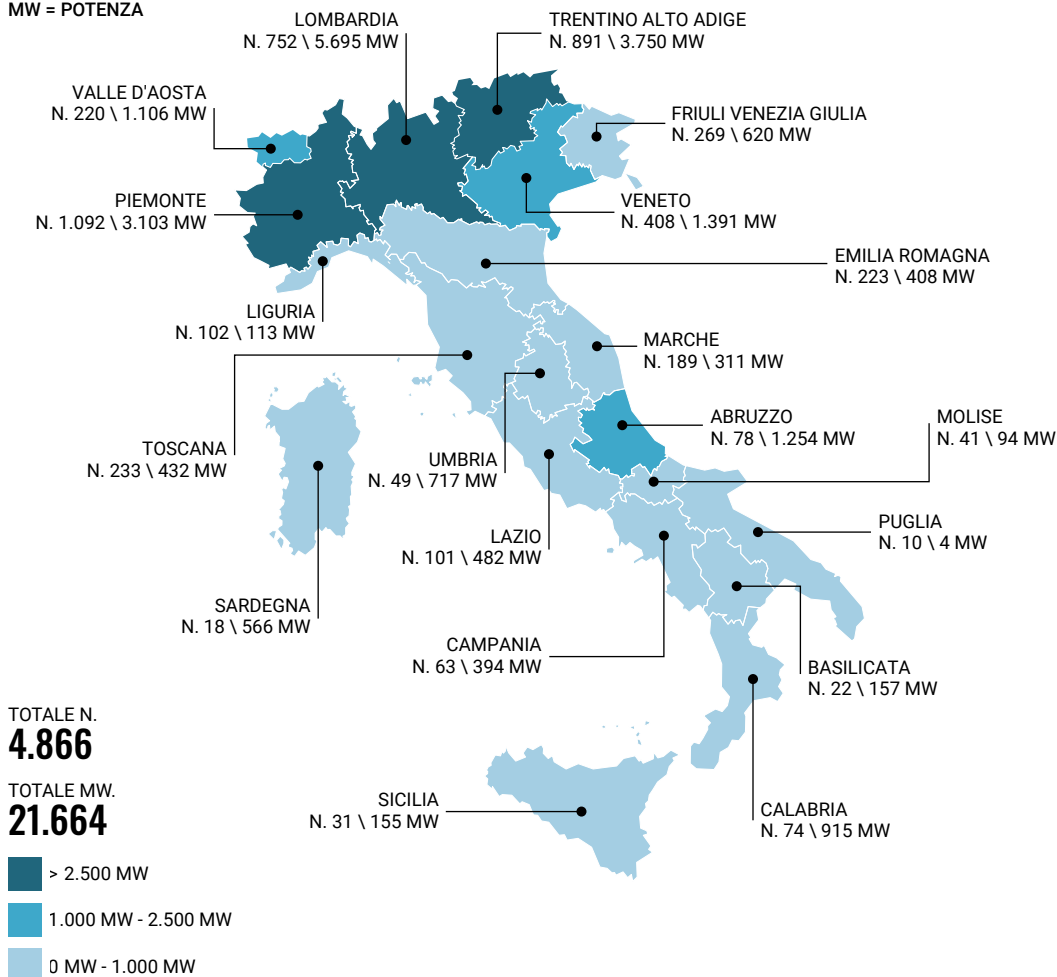 MW = POTENZA
LOMBARDIA
N. 752 \ 5.695 MW
TRENTINO ALTO ADIGE
N. 891 \ 3.750 MW
VALLE D'AOSTA
N. 220 \ 1.106 MW
FRIULI VENEZIA GIULIA
N. 269 \ 620 MW
PIEMONTE
N. 1.092 \ 3.103 MW
VENETO
N. 408 \ 1.391 MW
EMILIA ROMAGNA
N. 223 \ 408 MW
LIGURIA
N. 102 \ 113 MW
MARCHE
N. 189 \ 311 MW
ABRUZZO
N. 78 \ 1.254 MW
MOLISE
N. 41 \ 94 MW
TOSCANA
N. 233 \ 432 MW
UMBRIA
N. 49 \ 717 MW
LAZIO
N. 101 \ 482 MW
PUGLIA
N. 10 \ 4 MW
SARDEGNA
N. 18 \ 566 MW
CAMPANIA
N. 63 \ 394 MW
BASILICATA
N. 22 \ 157 MW
SICILIA
N. 31 \ 155 MW
CALABRIA
N. 74 \ 915 MW
TOTALE N.
4.866
TOTALE MW.
21.664
> 2.500 MW
1.000 MW - 2.500 MW
0 MW - 1.000 MW